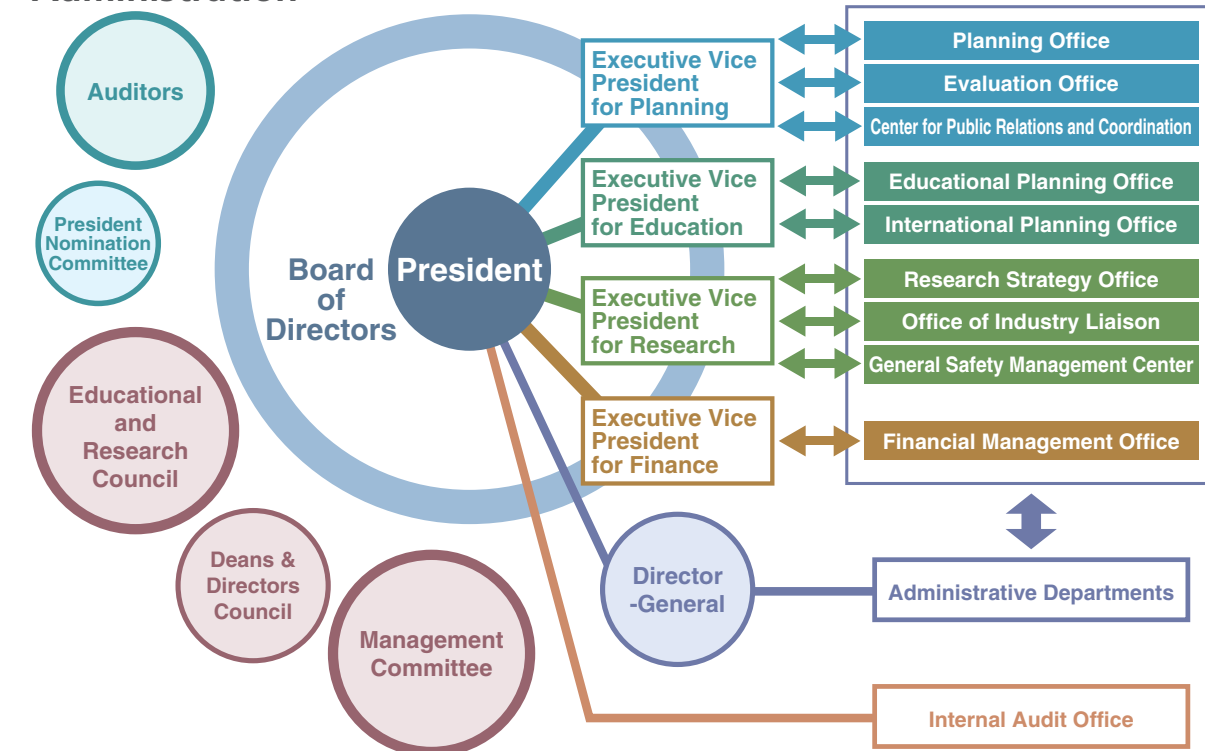 Administration
Auditors
President
Nomination
Committee
Educational
and
Research
Council
Deans &
Directors
Council
Management
Committee
Board
of
Directors
President
Executive Vice
President
for Planning
Executive Vice
President
for Education
Executive Vice
President
for Research
Executive Vice
President
for Finance
Director
-General
Planning Office
Evaluation Office
Center for Public Relations and Coordination
Educational Planning Office
International Planning Office
Research Strategy Office
Office of Industry Liaison
General Safety Management Center
Financial Management Office
Administrative Departments
Internal Audit Office